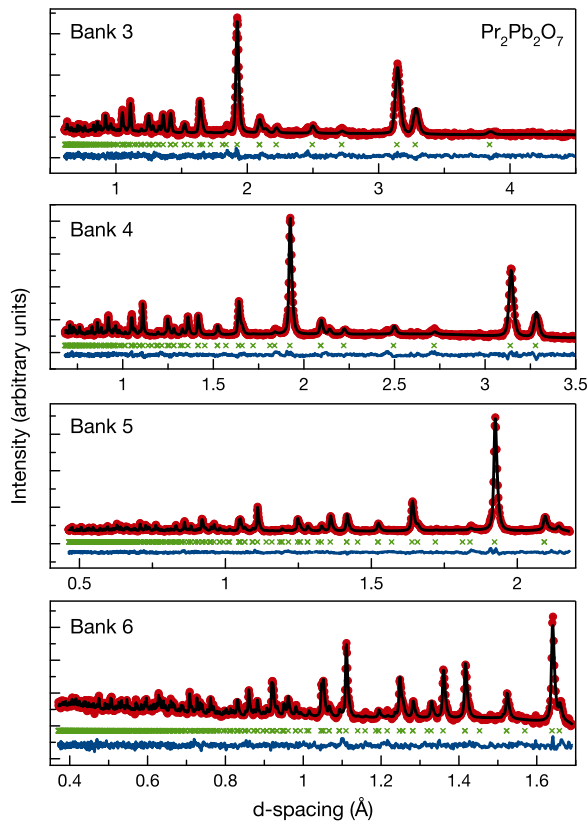 Bank 3
Pr₂Pb₂O₇
1 2 3 4
Bank 4
1 1.5 2 2.5 3 3.5
Intensity (arbitrary units)
Bank 5
0.5 1 1.5 2
Bank 6
0.4 0.6 0.8 1 1.2 1.4 1.6
d-spacing (Å)